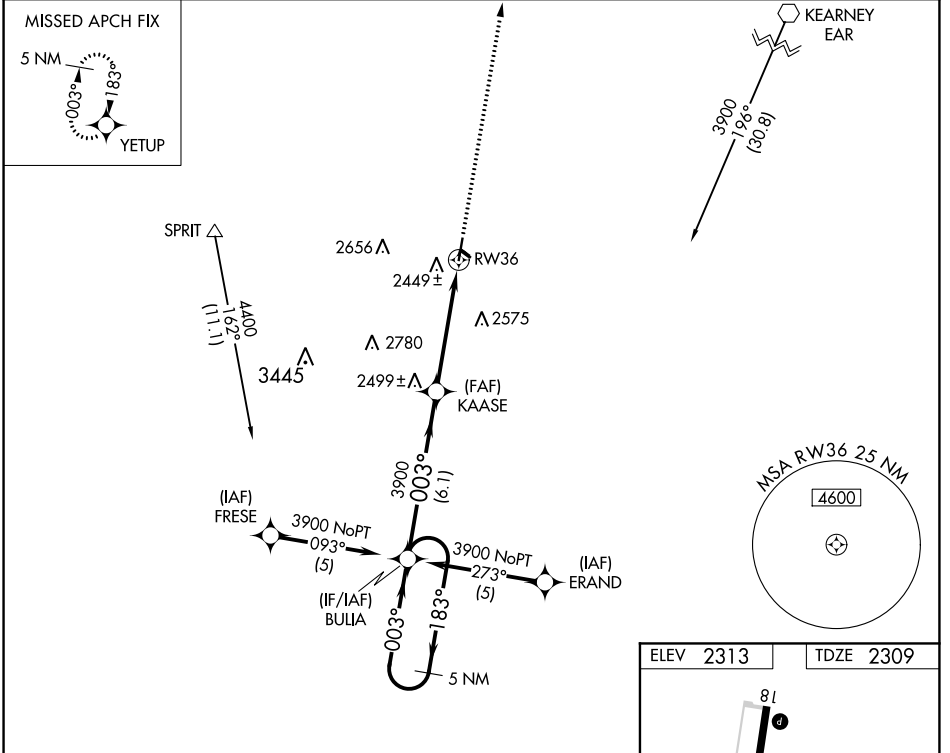 MISSED APCH FIX
5 NM
003°
183°
YETUP
KEARNEY
EAR
3900
196°
(30.8)
SPRIT
4400
162°
(11.1)
2656
2449±
RW36
2575
2780
3445
2499±
(FAF)
KAASE
3900
003°
(6.1)
(IAF)
FRESE
3900 NoPT
093°
(5)
3900 NoPT
273°
(5)
(IAF)
ERAND
(IF/IAF)
BULIA
003°
183°
5 NM
MSA RW36 25 NM
4600
ELEV 2313
TDZE 2309
18
P